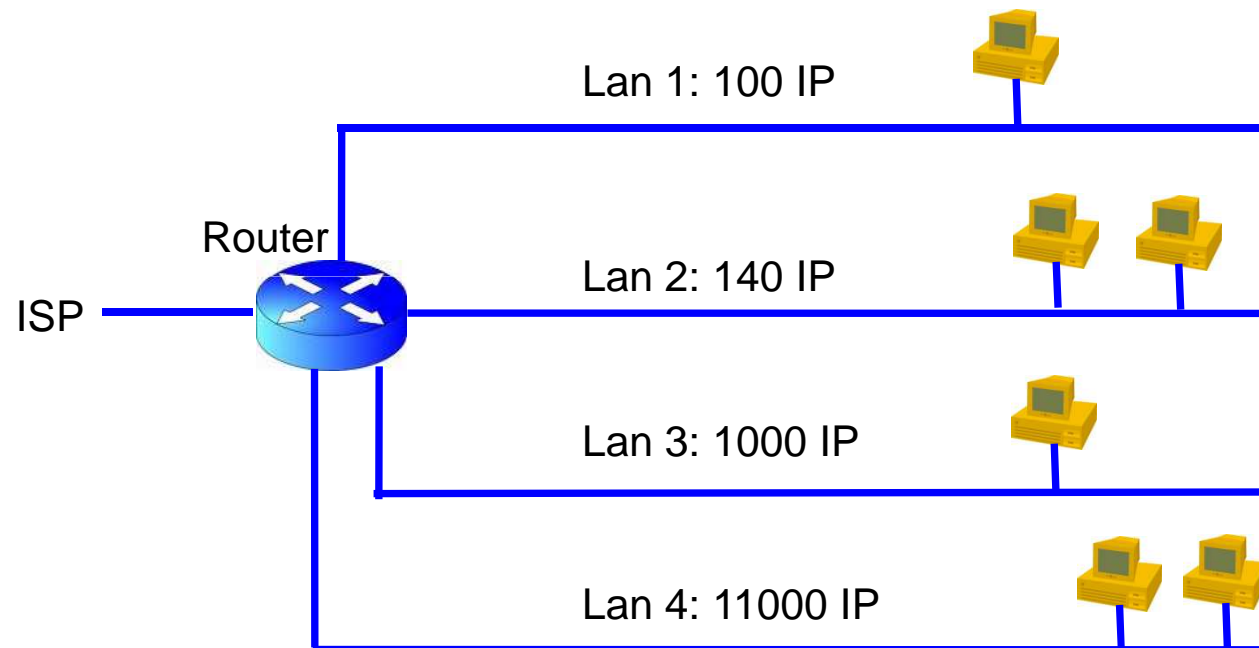 Lan 1: 100 IP
Router
Lan 2: 140 IP
ISP
Lan 3: 1000 IP
Lan 4: 11000 IP